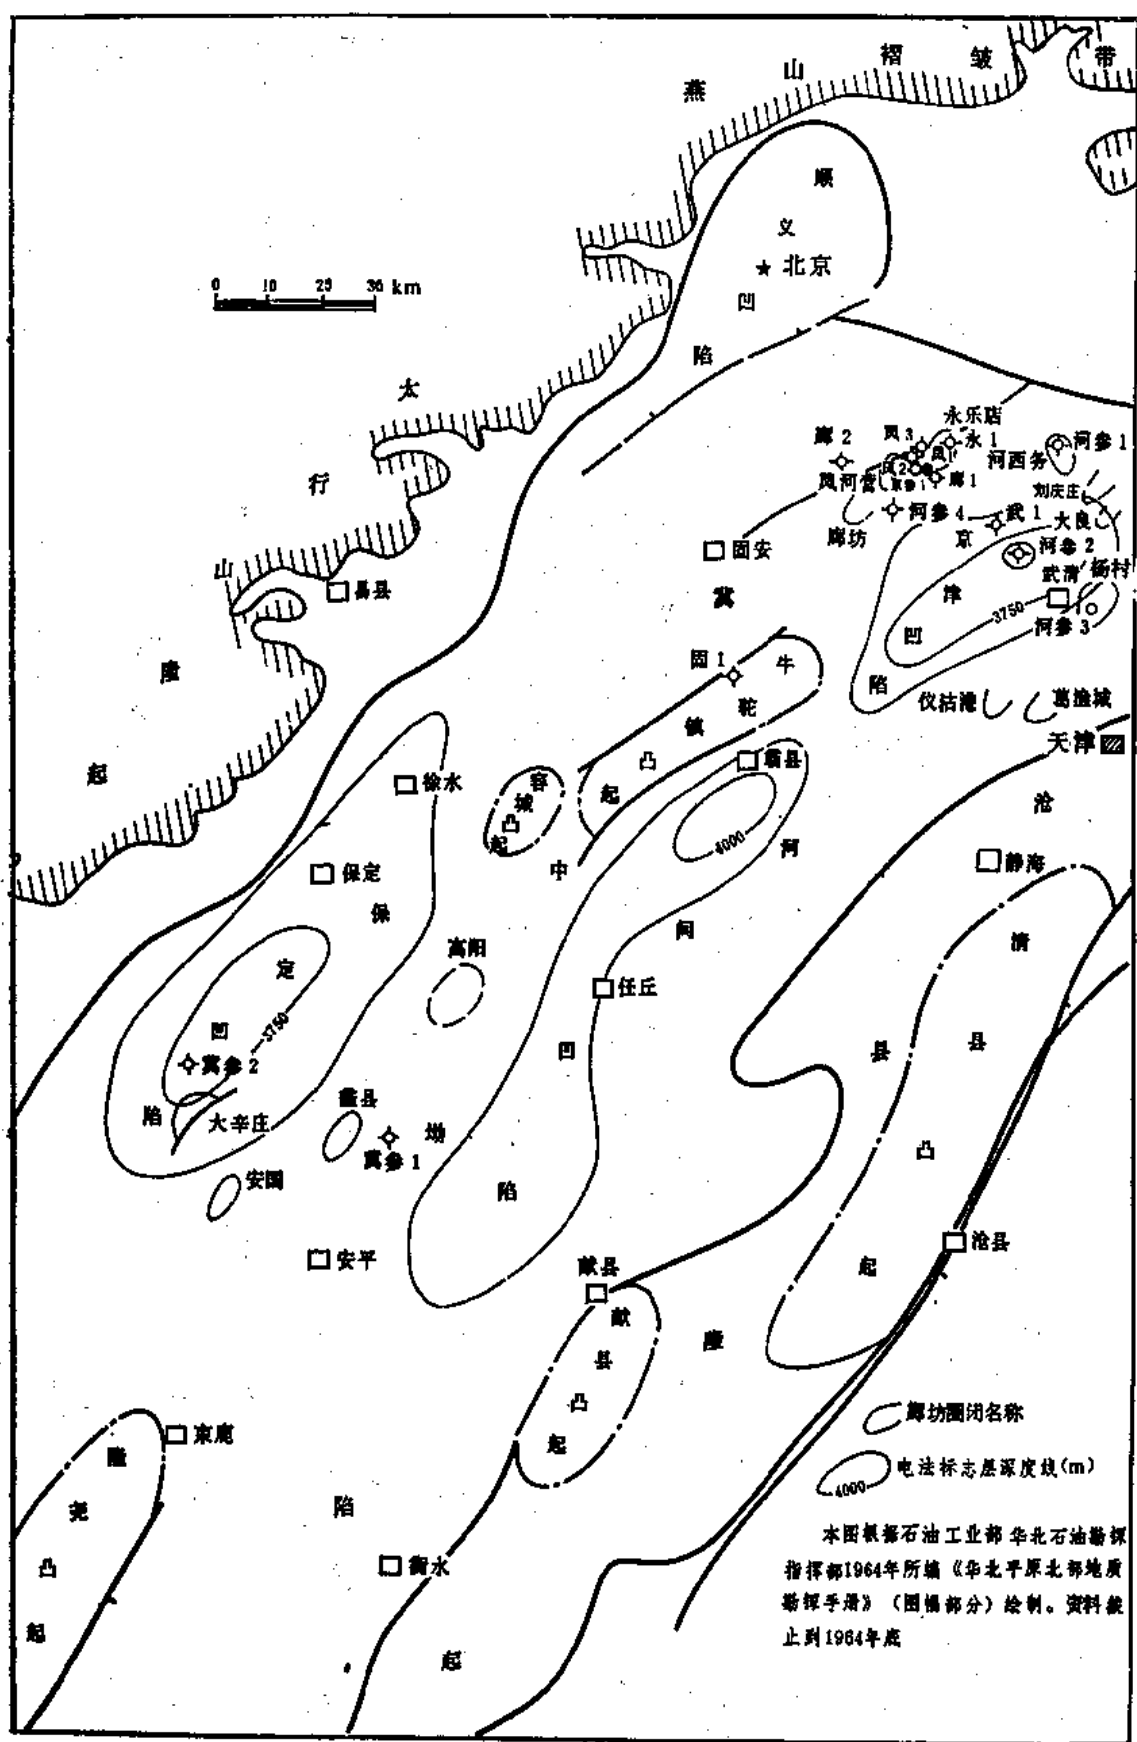 燕山褶皱带
顺义凹陷
北京
0 10 20 30 km
太行山隆起
永乐店
廊 2
凤 3
永 1
河参 1
凤 1
河西务
凤 2
凤河营
廊 1
刘庆庄
河参 4
武 1
大良
廊坊
京津凹陷
河参 2
固安
武清
杨村
易县
3750
河参 3
冀中坳陷
固 1
牛驼镇凸起
仪沽港
葛渔城
天津
霸县
徐水
容城凸起
4000
沧县隆起
河间凹陷
静海
保定
保定凹陷
高阳
清县凸起
任丘
3750
冀参 2
大辛庄
蠡县
冀参 1
安国
安平
沧县
献县
献县凸起
束鹿
隆尧凸起
衡水
廊坊圈闭名称
电法标志层深度线(m)
4000
本图根据石油工业部华北石油勘探
指挥部1964年所编《华北平原北部地质
勘探手册》(图幅部分)绘制。资料截
止到1964年底